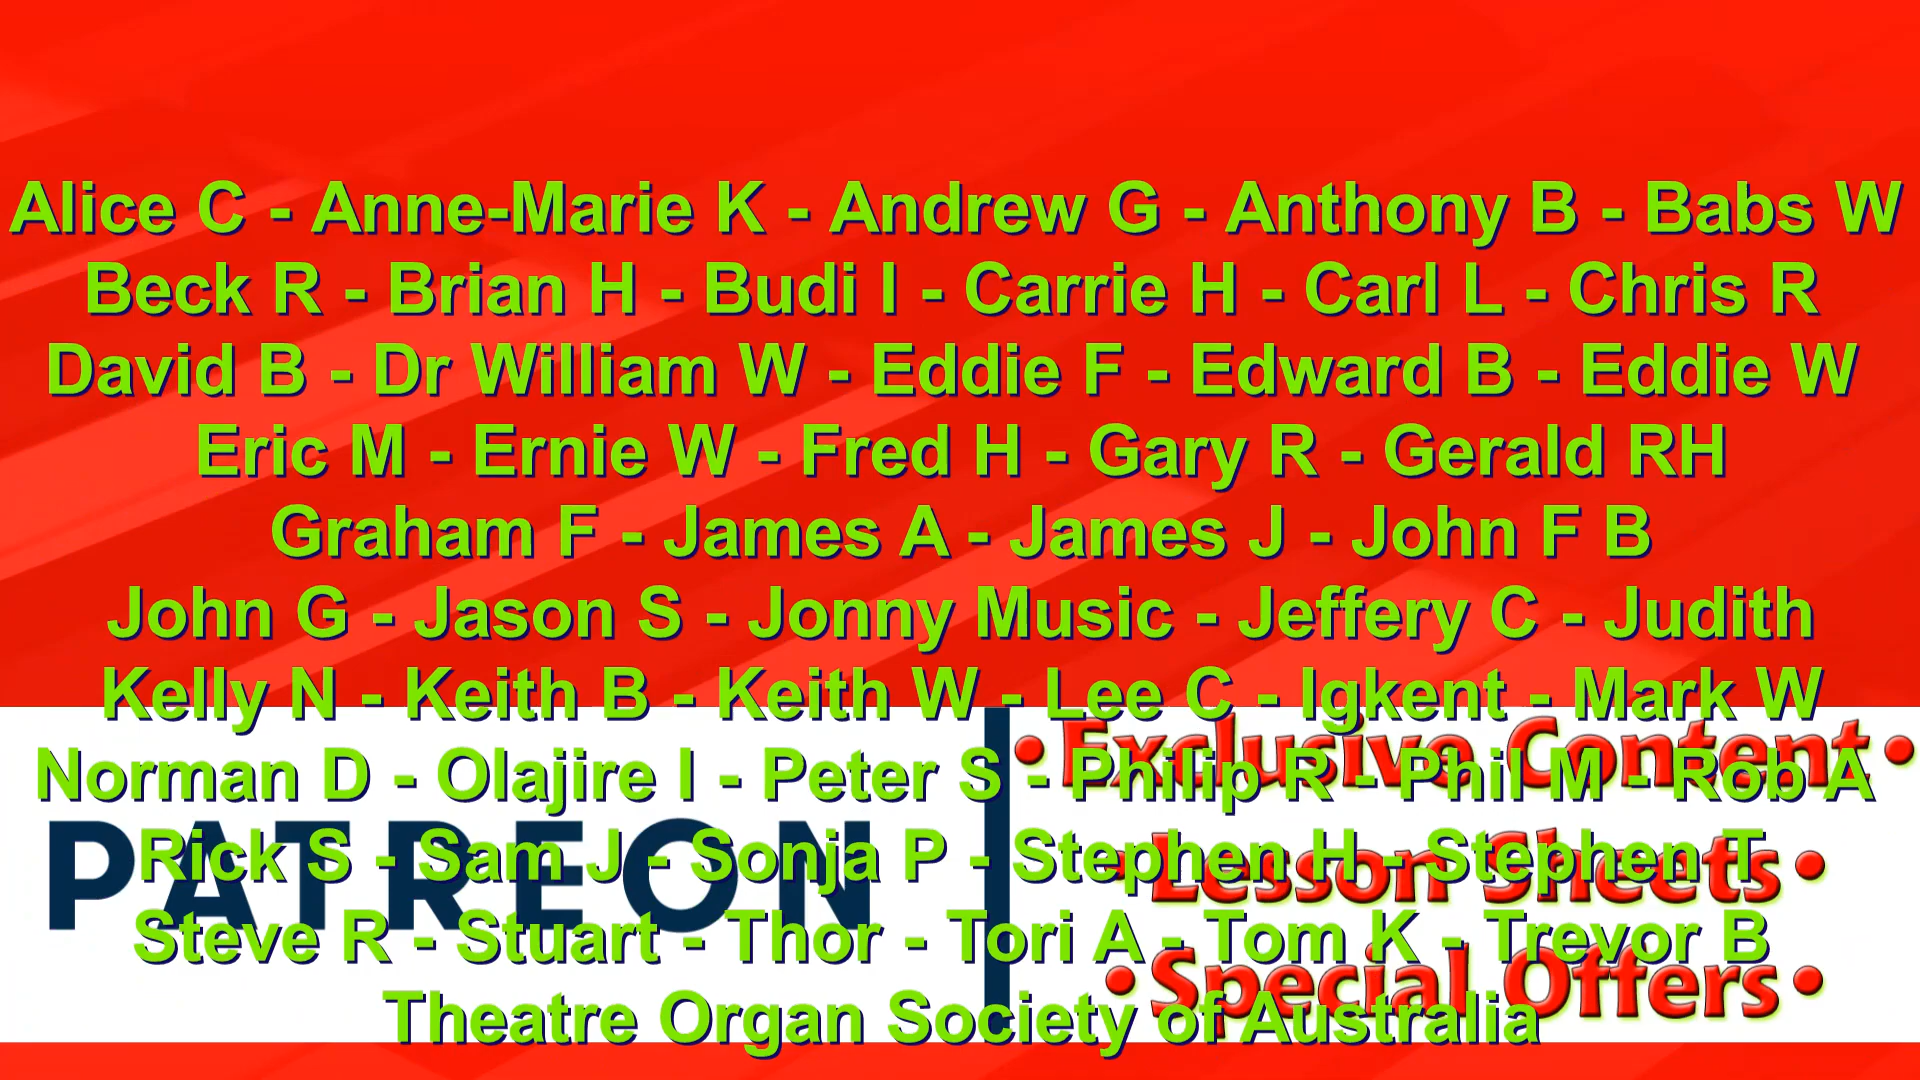 Alice C - Anne-Marie K - Andrew G - Anthony B - Babs W
Beck R - Brian H - Budi I - Carrie H - Carl L - Chris R
David B - Dr William W - Eddie F - Edward B - Eddie W
Eric M - Ernie W - Fred H - Gary R - Gerald RH
Graham F - James A - James J - John F B
John G - Jason S - Jonny Music - Jeffery C - Judith
Kelly N - Keith B - Keith W - Lee C - Igkent - Mark W
Norman D - Olajire I - Peter S - Philip R - Phil M - Rob A
Rick S - Sam J - Sonja P - Stephen H - Stephen T
Steve R - Stuart - Thor - Tori A - Tom K - Trevor B
Theatre Organ Society of Australia
PATREON
•Exclusive Content•
•Lesson Sheets•
•Special Offers•